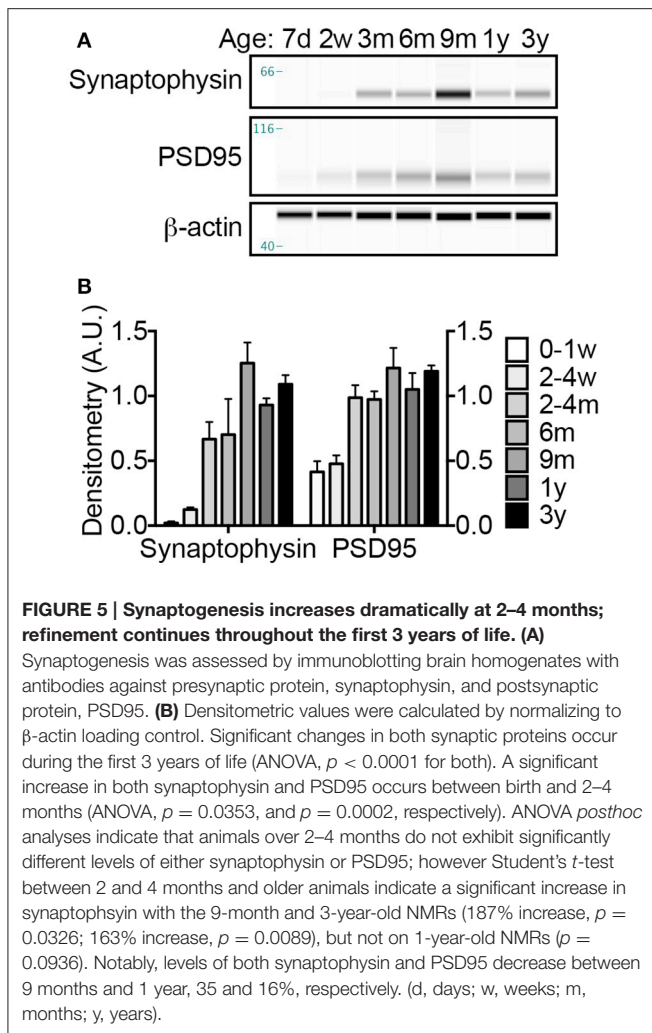 A
Age: 7d 2w 3m 6m 9m 1y 3y
Synaptophysin
66-
PSD95
116-
β-actin
40-
B
Densitometry (A.U.)
1.5
1.0
0.5
0.0
1.5
1.0
0.5
0.0
Synaptophysin PSD95
0-1w
2-4w
2-4m
6m
9m
1y
3y
FIGURE 5 | Synaptogenesis increases dramatically at 2–4 months;
refinement continues throughout the first 3 years of life. (A)
Synaptogenesis was assessed by immunoblotting brain homogenates with
antibodies against presynaptic protein, synaptophysin, and postsynaptic
protein, PSD95. (B) Densitometric values were calculated by normalizing to
β-actin loading control. Significant changes in both synaptic proteins occur
during the first 3 years of life (ANOVA, p < 0.0001 for both). A significant
increase in both synaptophysin and PSD95 occurs between birth and 2–4
months (ANOVA, p = 0.0353, and p = 0.0002, respectively). ANOVA posthoc
analyses indicate that animals over 2–4 months do not exhibit significantly
different levels of either synaptophysin or PSD95; however Student's t-test
between 2 and 4 months and older animals indicate a significant increase in
synaptophsyin with the 9-month and 3-year-old NMRs (187% increase, p =
0.0326; 163% increase, p = 0.0089), but not on 1-year-old NMRs (p =
0.0936). Notably, levels of both synaptophysin and PSD95 decrease between
9 months and 1 year, 35 and 16%, respectively. (d, days; w, weeks; m,
months; y, years).